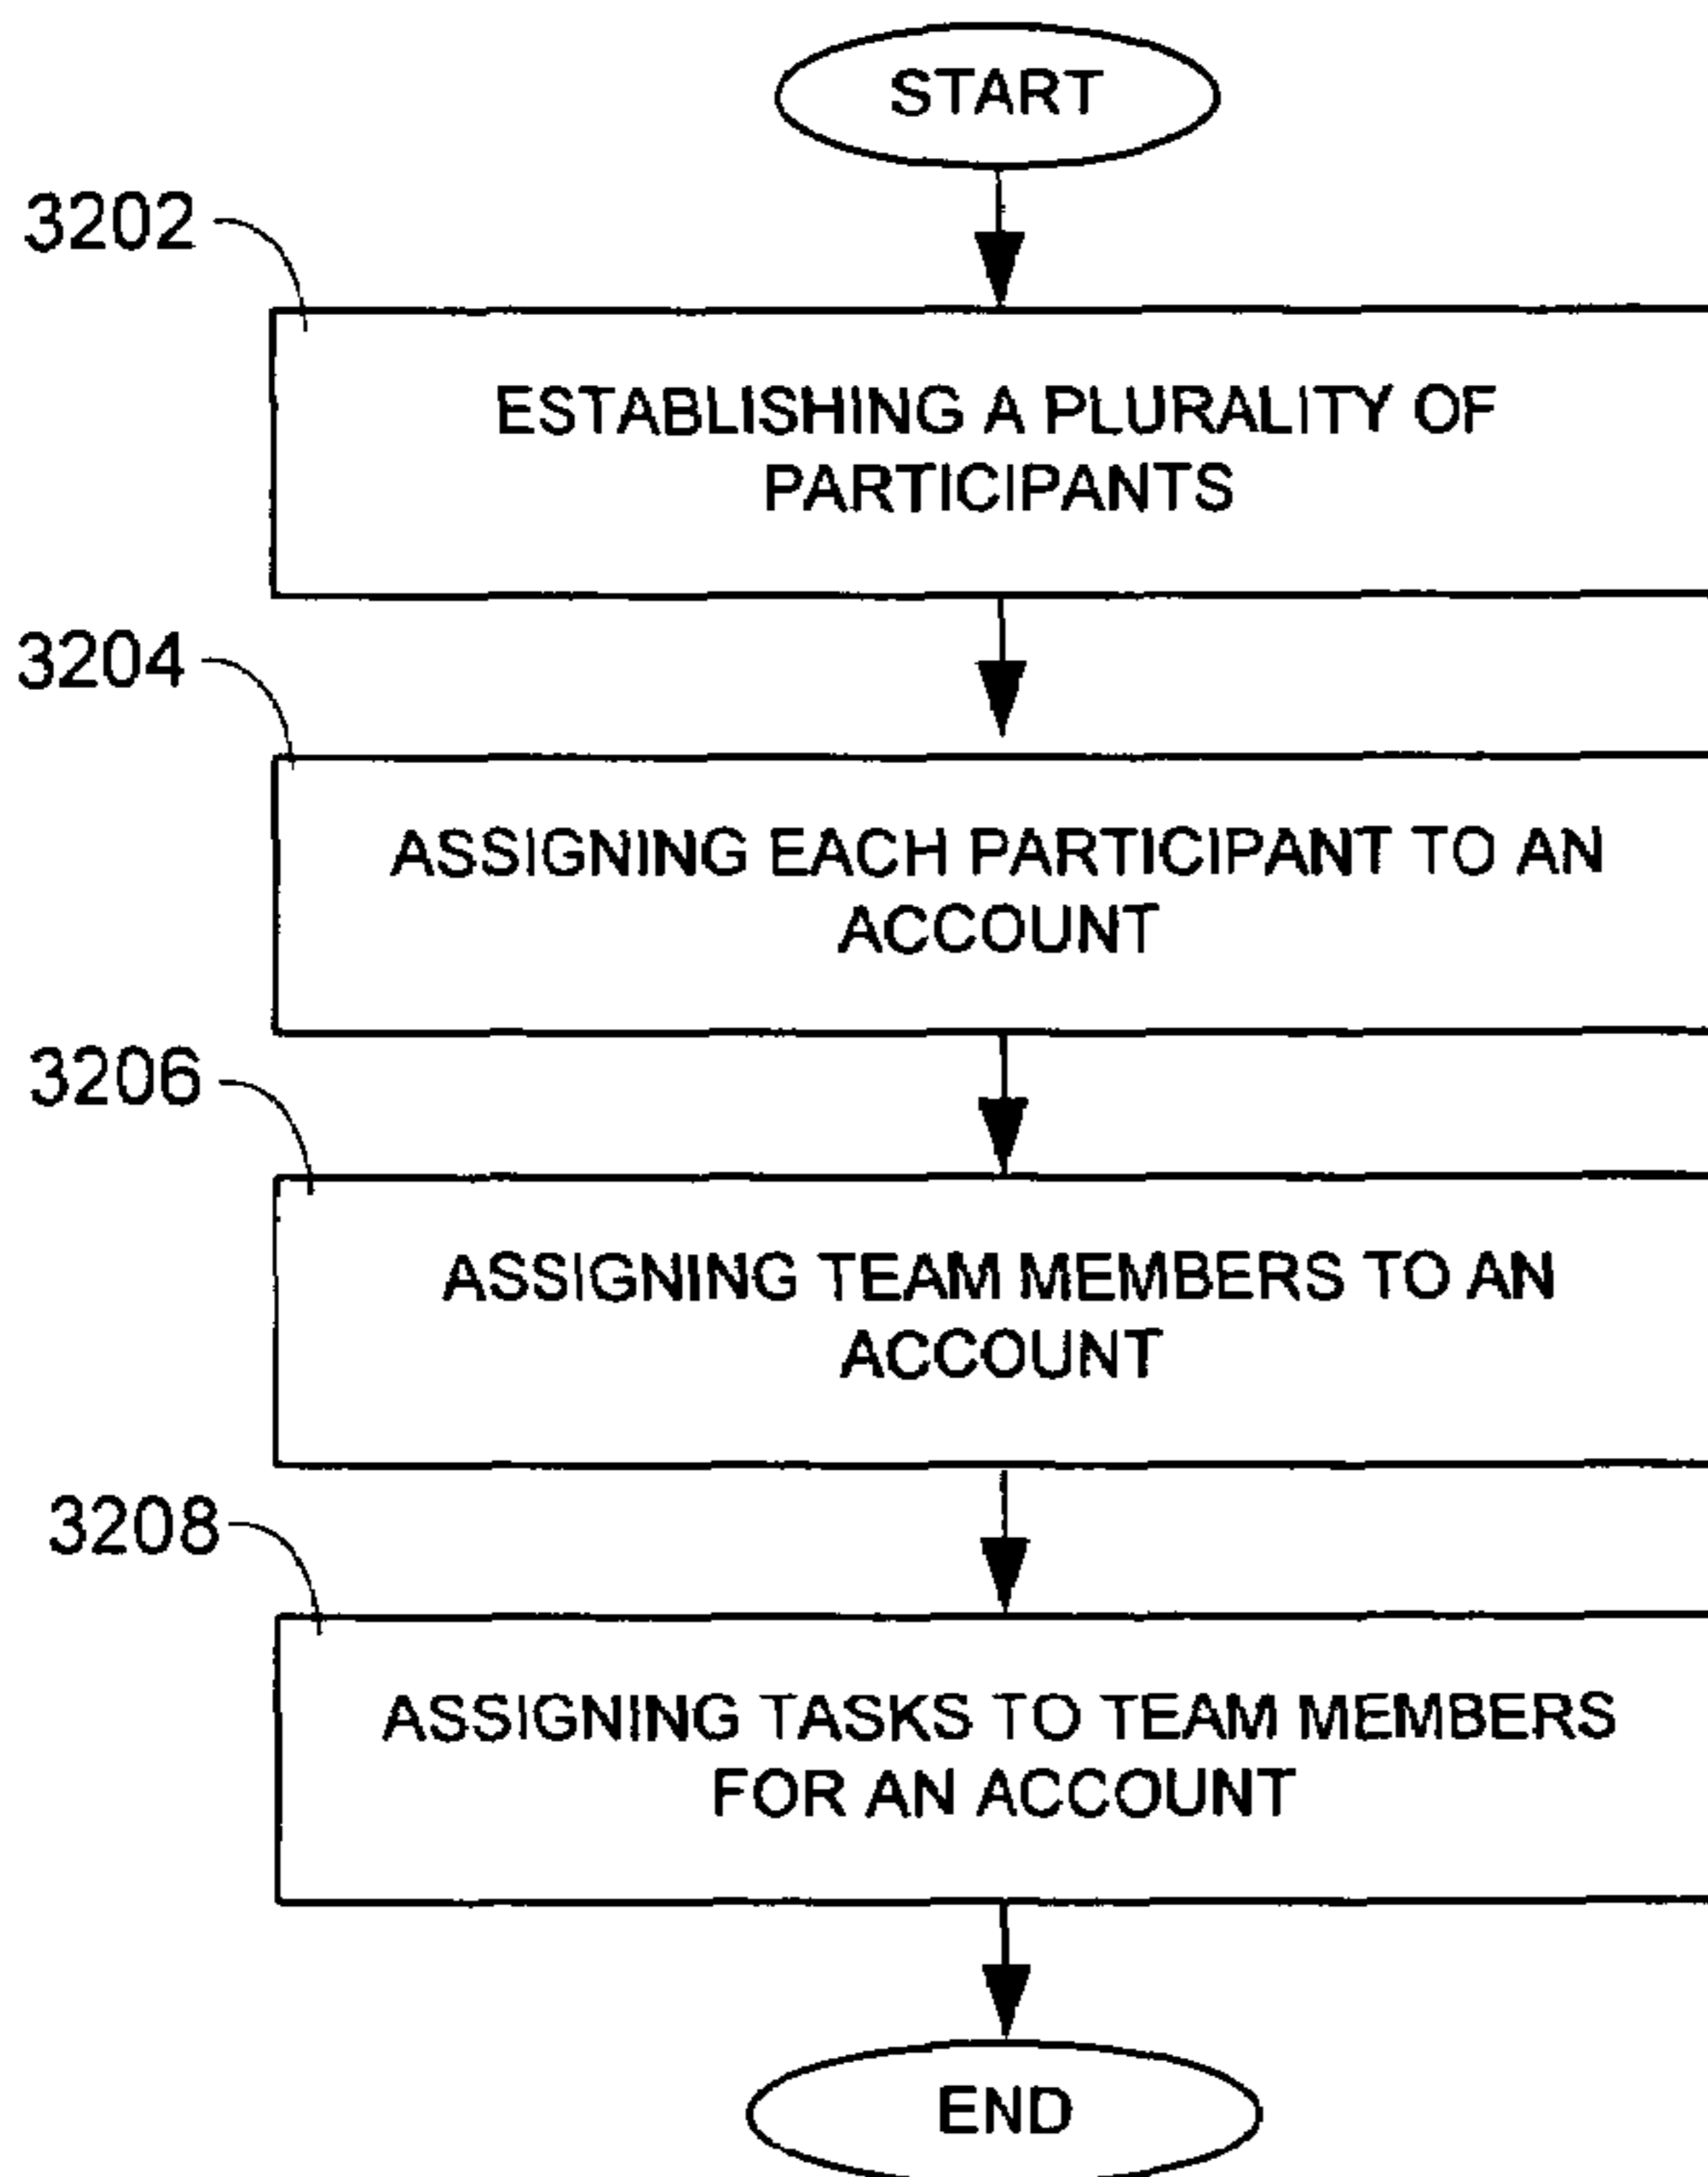 START
3202
ESTABLISHING A PLURALITY OF
PARTICIPANTS
3204
ASSIGNING EACH PARTICIPANT TO AN
ACCOUNT
3206
ASSIGNING TEAM MEMBERS TO AN
ACCOUNT
3208
ASSIGNING TASKS TO TEAM MEMBERS
FOR AN ACCOUNT
END